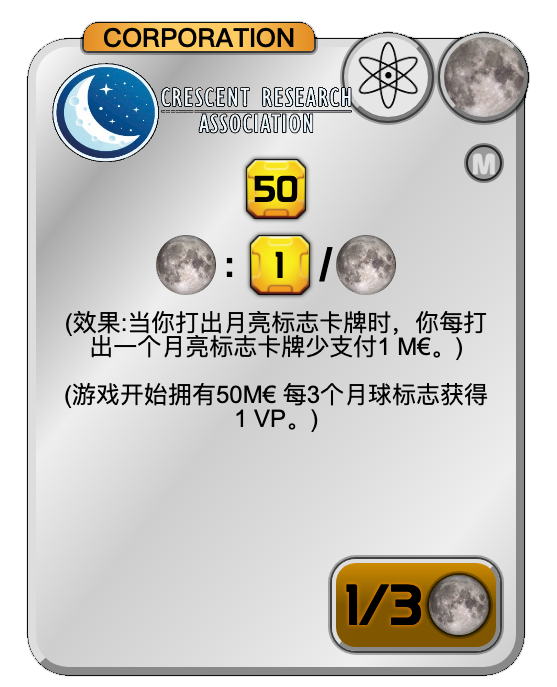 CORPORATION
CRESCENT RESEARCH
ASSOCIATION
M
50
: 1 /
(效果:当你打出月亮标志卡牌时，你每打
出一个月亮标志卡牌少支付1 M€。)
(游戏开始拥有50M€ 每3个月球标志获得
1 VP。)
1/3